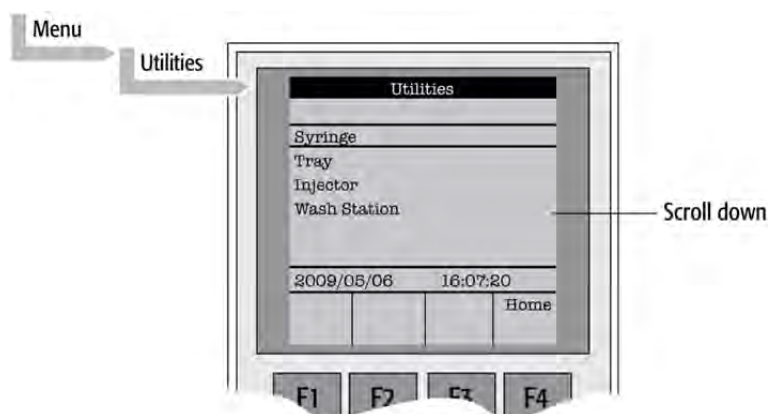 Menu
Utilities
Utilities
Syringe
Tray
Injector
Wash Station
Scroll down
2009/05/06 16:07:20
Home
F1 F2 F3 F4